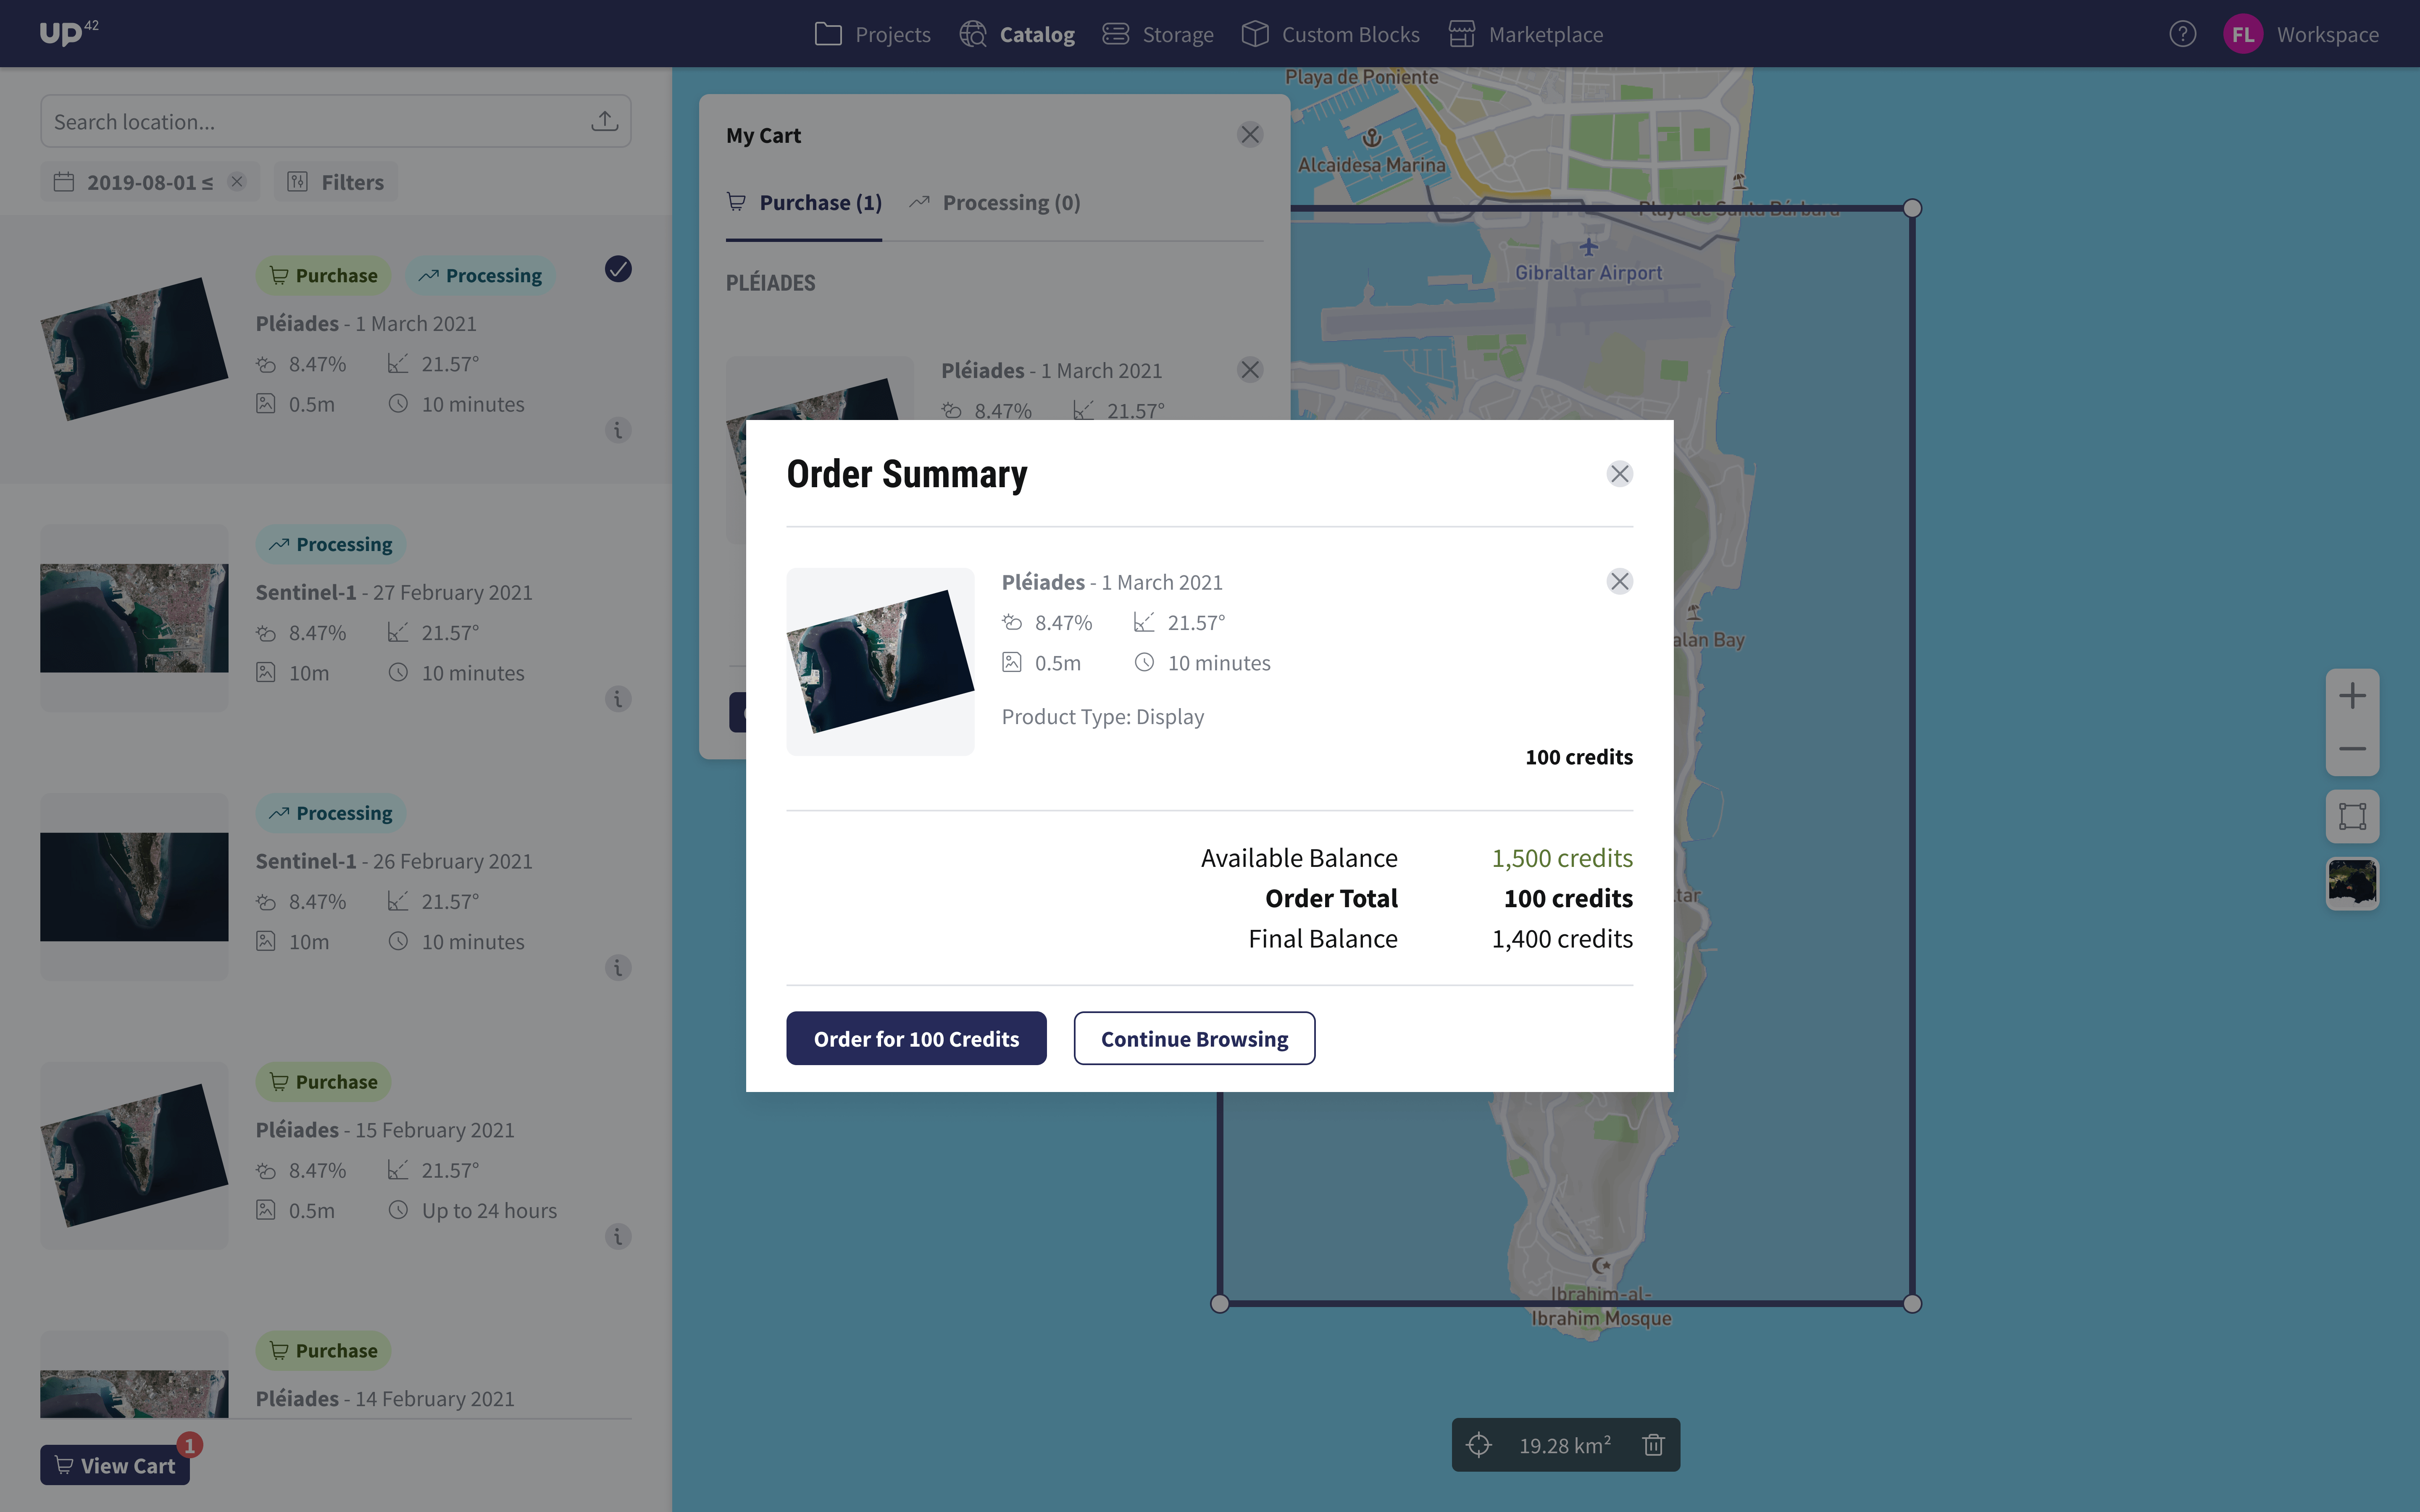 UP42
Projects
Catalog
Storage
Custom Blocks
Marketplace
FL
Workspace
Search location...
2019-08-01 ≤
Filters
Purchase
Processing
Pléiades - 1 March 2021
8.47%
21.57°
0.5m
10 minutes
Processing
Sentinel-1 - 27 February 2021
8.47%
21.57°
10m
10 minutes
Processing
Sentinel-1 - 26 February 2021
8.47%
21.57°
10m
10 minutes
Purchase
Pléiades - 15 February 2021
8.47%
21.57°
0.5m
Up to 24 hours
Purchase
Pléiades - 14 February 2021
View Cart
1
My Cart
Purchase (1)
Processing (0)
PLÉIADES
Pléiades - 1 March 2021
8.47%
21.57°
Order Summary
Pléiades - 1 March 2021
8.47%
21.57°
0.5m
10 minutes
Product Type: Display
100 credits
Available Balance
1,500 credits
Order Total
100 credits
Final Balance
1,400 credits
Order for 100 Credits
Continue Browsing
Playa de Poniente
Alcaidesa Marina
Playa de Santa Bárbara
Gibraltar Airport
alan Bay
ltar
Ibrahim-al-
Ibrahim Mosque
19.28 km²